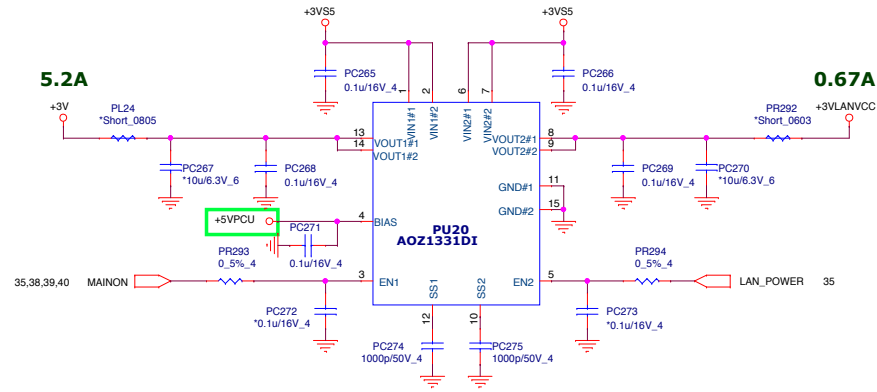 +3VS5
+3VS5
5.2A
0.67A
+3V
+3VLANVCC
PC265
0.1u/16V_4
PC266
0.1u/16V_4
1
2
6
7
VIN1#1
VIN1#2
VIN2#1
VIN2#2
PL24
*Short_0805
PR292
*Short_0603
13
14
VOUT1#1
VOUT1#2
8
9
VOUT2#1
VOUT2#2
PC267
*10u/6.3V_6
PC268
0.1u/16V_4
PC269
0.1u/16V_4
PC270
*10u/6.3V_6
GND#1
11
GND#2
15
+5VPCU
4
BIAS
PC271
0.1u/16V_4
PU20
AOZ1331DI
35,38,39,40
MAINON
PR293
0_5%_4
3
EN1
EN2
5
PR294
0_5%_4
LAN_POWER
35
SS1
SS2
12
10
PC272
*0.1u/16V_4
PC273
*0.1u/16V_4
PC274
1000p/50V_4
PC275
1000p/50V_4